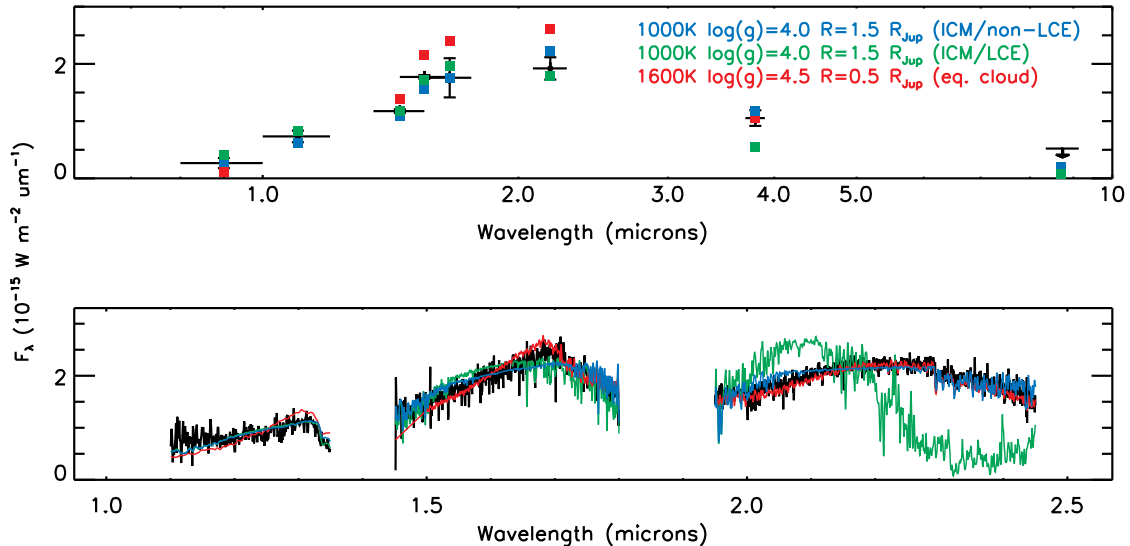 1000K log(g)=4.0 R=1.5 RJup (ICM/non-LCE)
1000K log(g)=4.0 R=1.5 RJup (ICM/LCE)
1600K log(g)=4.5 R=0.5 RJup (eq. cloud)
2
0
1.0 2.0 3.0 4.0 5.0 10
Wavelength (microns)
Fλ (10⁻¹⁵ W m⁻² um⁻¹)
2
0
1.0 1.5 2.0 2.5
Wavelength (microns)